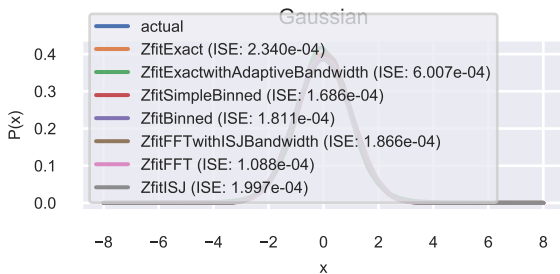 Gaussian
actual
ZfitExact (ISE: 2.340e-04)
ZfitExactwithAdaptiveBandwidth (ISE: 6.007e-04)
ZfitSimpleBinned (ISE: 1.686e-04)
ZfitBinned (ISE: 1.811e-04)
ZfitFFTwithISJBandwidth (ISE: 1.866e-04)
ZfitFFT (ISE: 1.088e-04)
ZfitISJ (ISE: 1.997e-04)
P(x)
0.4
0.3
0.2
0.1
0.0
−8 −6 −4 −2 0 2 4 6 8
x